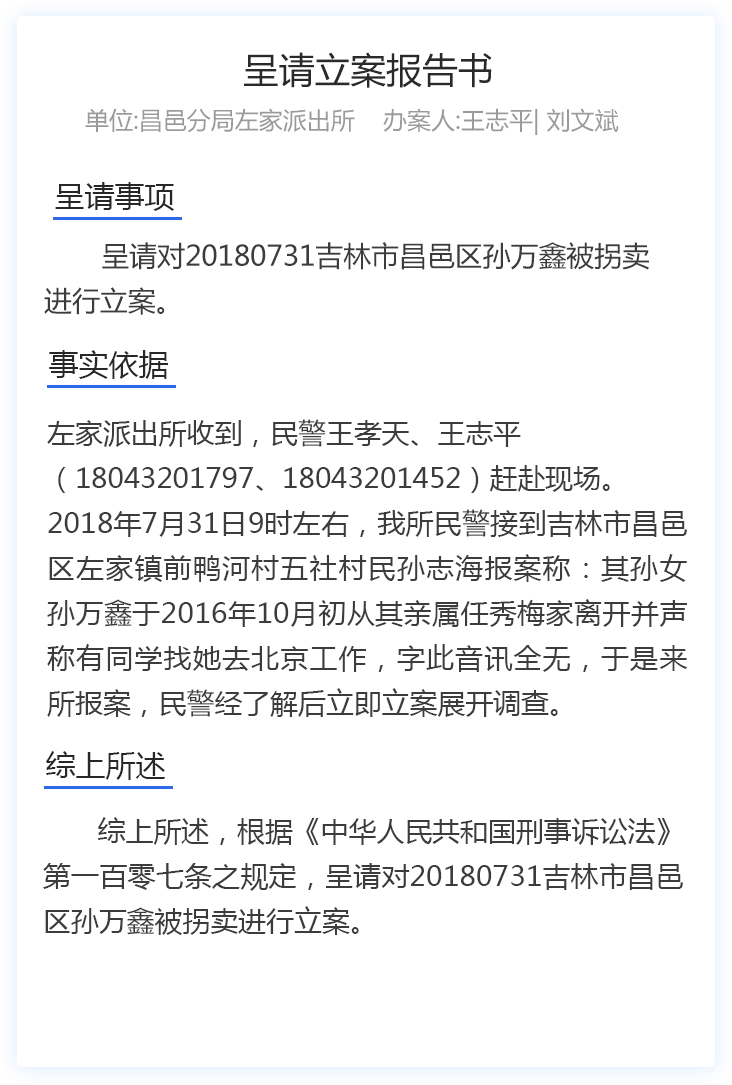 呈请立案报告书
单位:昌邑分局左家派出所 办案人:王志平| 刘文斌
呈请事项
呈请对20180731吉林市昌邑区孙万鑫被拐卖
进行立案。
事实依据
左家派出所收到，民警王孝天、王志平
（18043201797、18043201452）赶赴现场。
2018年7月31日9时左右，我所民警接到吉林市昌邑
区左家镇前鸭河村五社村民孙志海报案称：其孙女
孙万鑫于2016年10月初从其亲属任秀梅家离开并声
称有同学找她去北京工作，字此音讯全无，于是来
所报案，民警经了解后立即立案展开调查。
综上所述
综上所述，根据《中华人民共和国刑事诉讼法》
第一百零七条之规定，呈请对20180731吉林市昌邑
区孙万鑫被拐卖进行立案。